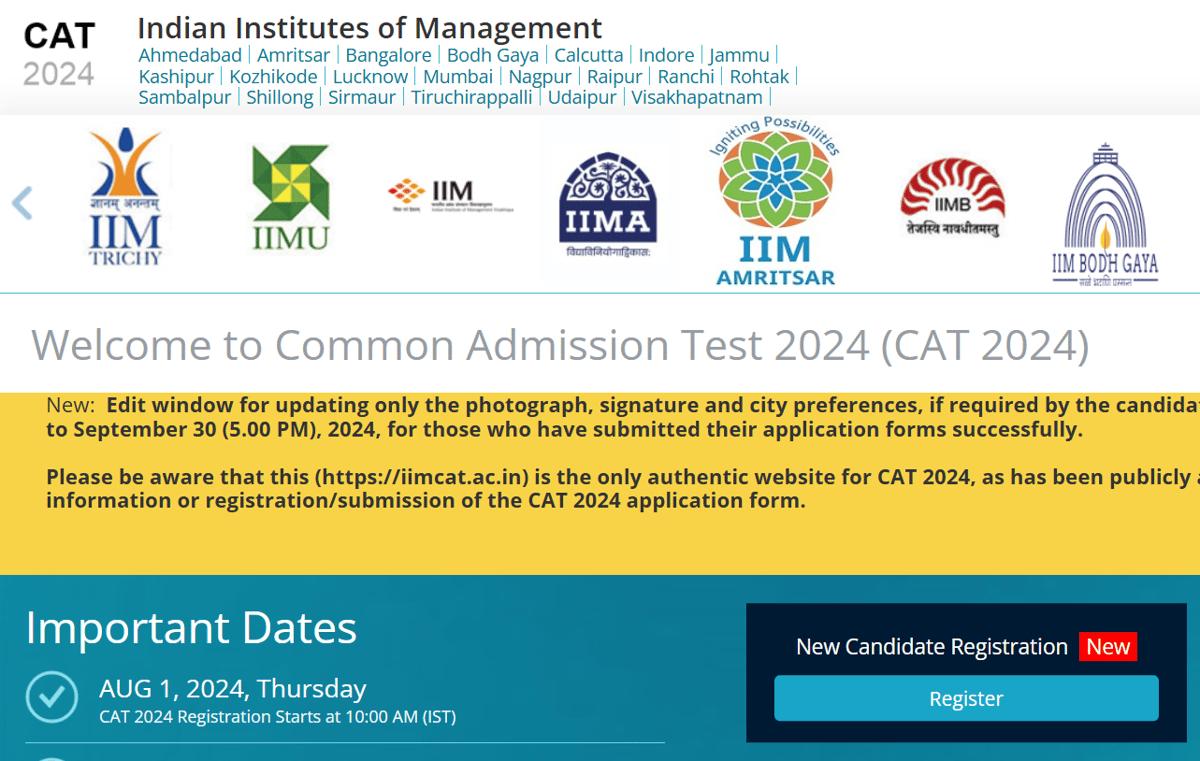 CAT
2024
Indian Institutes of Management
Ahmedabad | Amritsar | Bangalore | Bodh Gaya | Calcutta | Indore | Jammu |
Kashipur | Kozhikode | Lucknow | Mumbai | Nagpur | Raipur | Ranchi | Rohtak |
Sambalpur | Shillong | Sirmaur | Tiruchirappalli | Udaipur | Visakhapatnam |
ज्ञानम् अनन्तम्
IIM
TRICHY
IIMU
IIM
Indian Institute of Management Visakhapatnam
IIMA
विद्याविनियोगाद्विकासः
Igniting Possibilities
IIM
AMRITSAR
IIMB
तेजस्वि नावधीतमस्तु
IIM BODH GAYA
Welcome to Common Admission Test 2024 (CAT 2024)
New: Edit window for updating only the photograph, signature and city preferences, if required by the candida
to September 30 (5.00 PM), 2024, for those who have submitted their application forms successfully.
Please be aware that this (https://iimcat.ac.in) is the only authentic website for CAT 2024, as has been publicly a
information or registration/submission of the CAT 2024 application form.
Important Dates
AUG 1, 2024, Thursday
CAT 2024 Registration Starts at 10:00 AM (IST)
New Candidate Registration New
Register